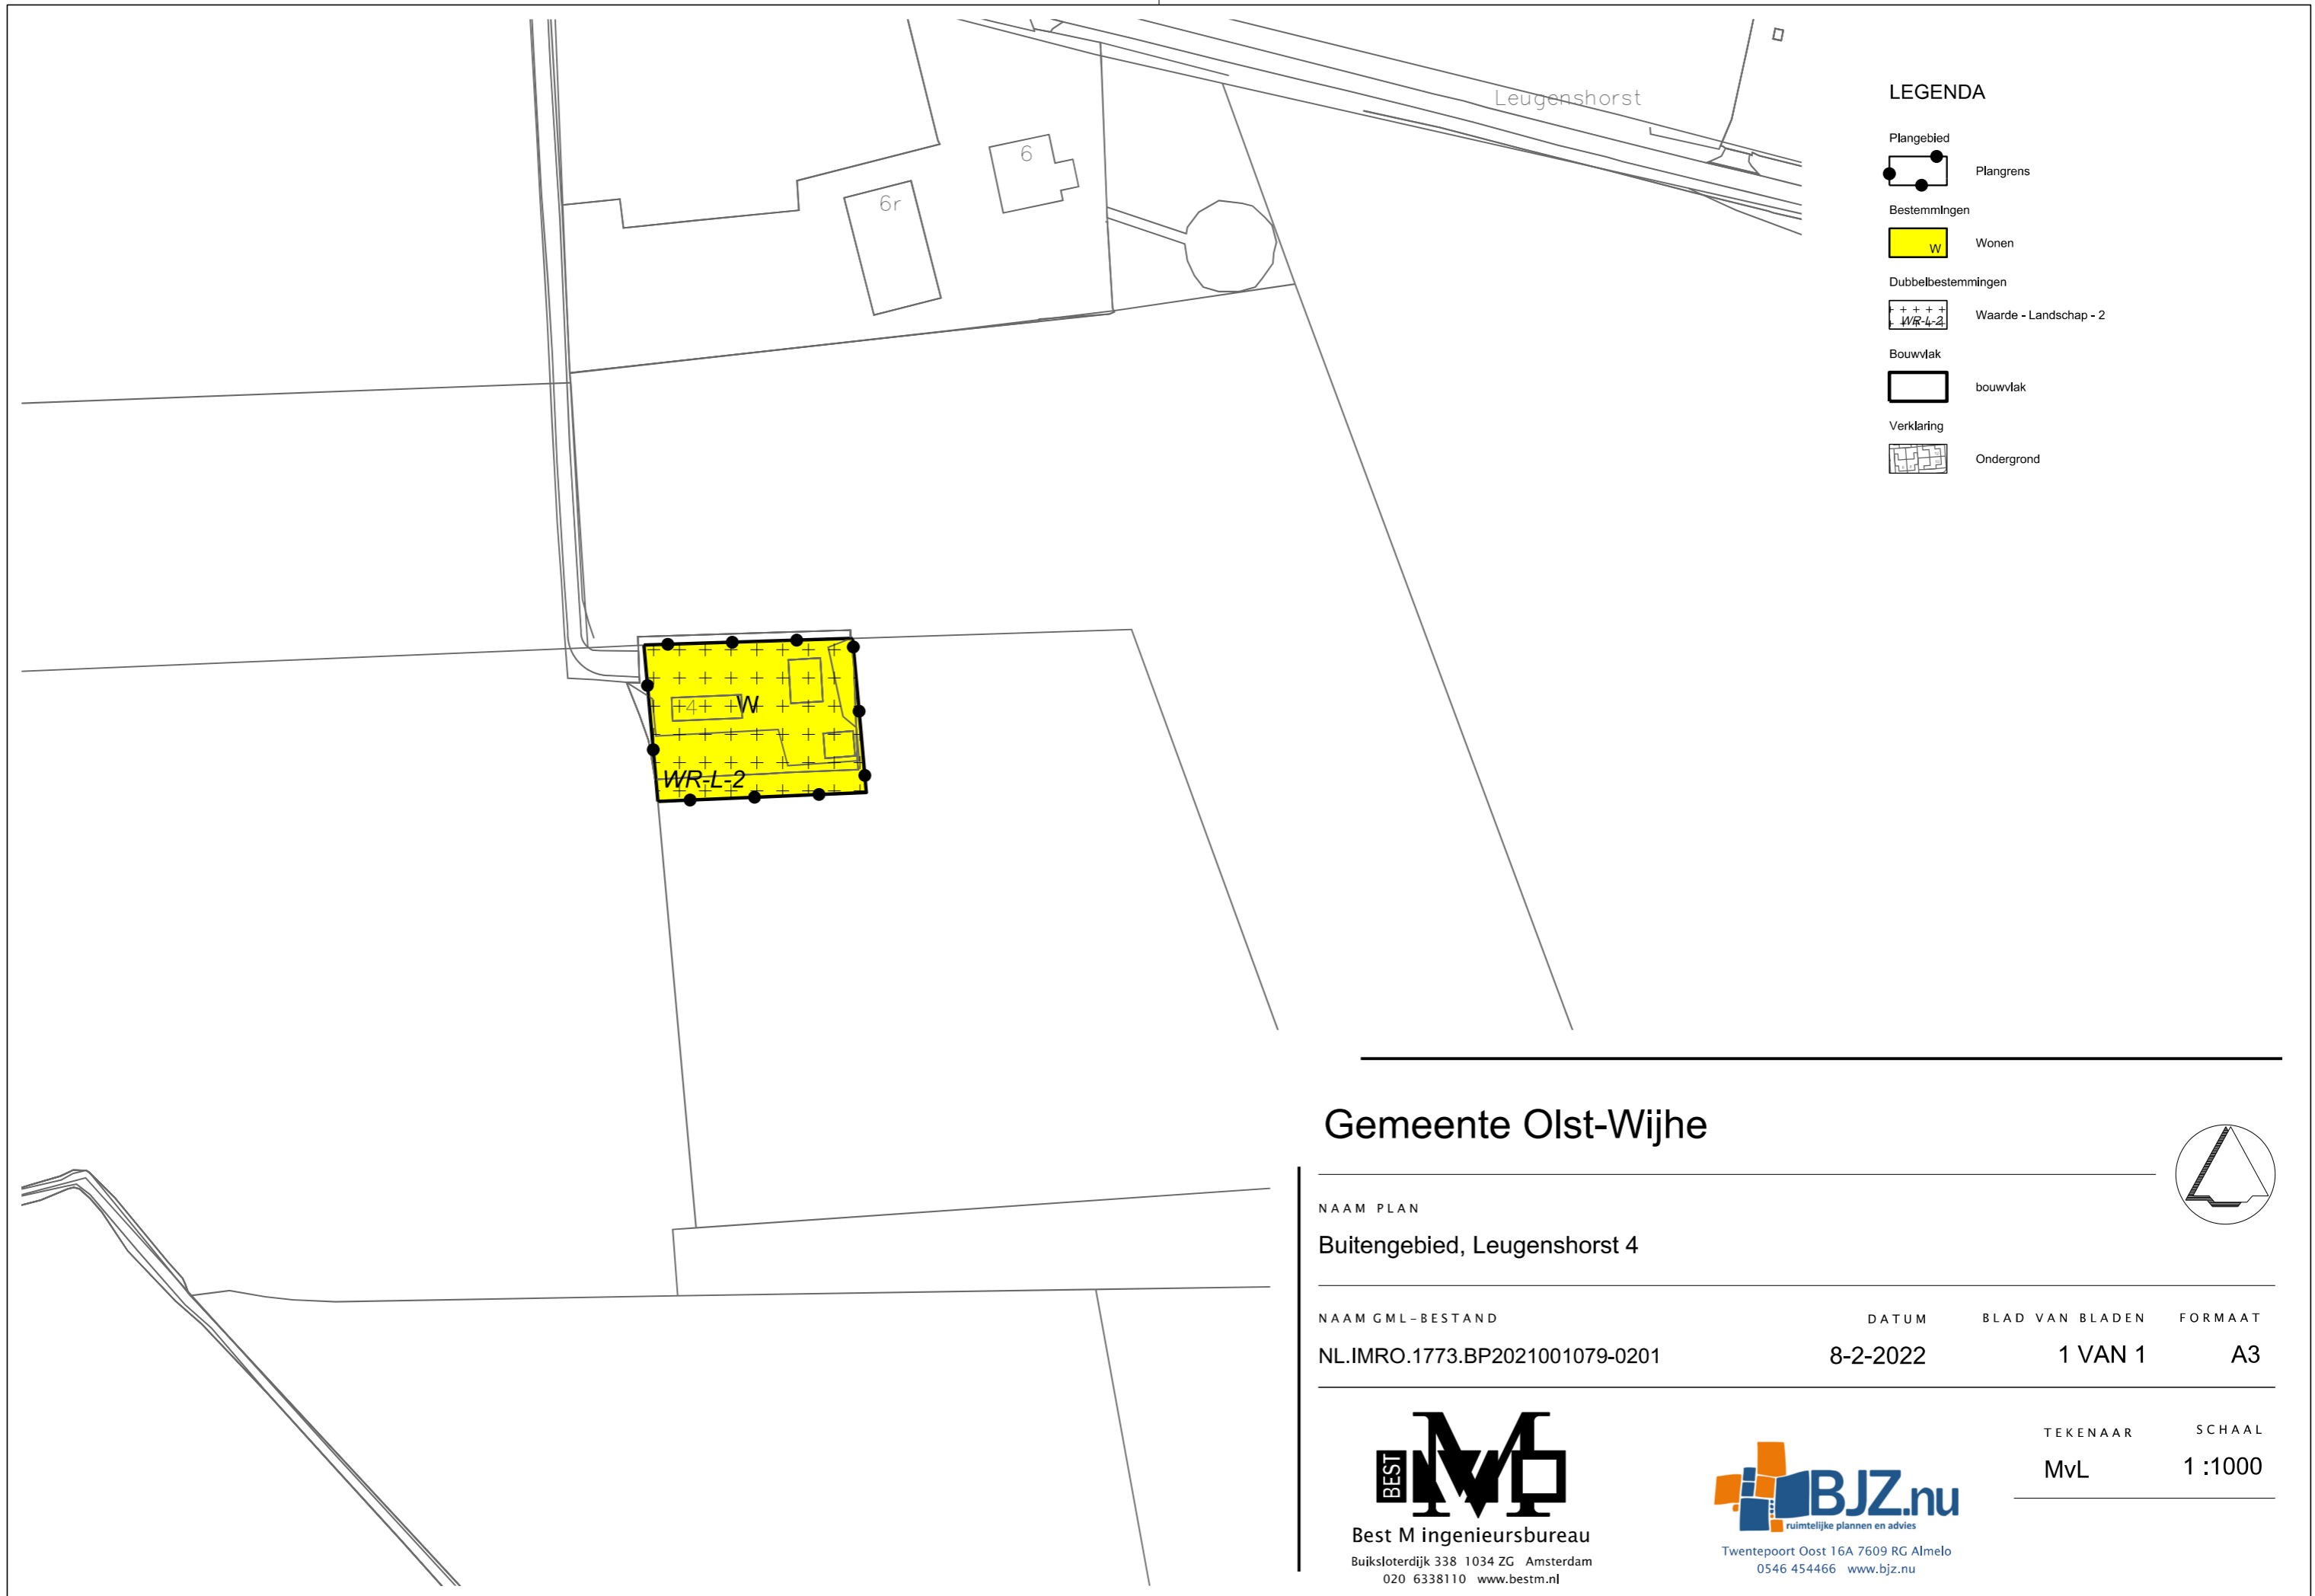 Leugenshorst
6
6r
4
W
WR-L-2
LEGENDA
Plangebied
Plangrens
Bestemmingen
W
Wonen
Dubbelbestemmingen
WR-L-2
Waarde - Landschap - 2
Bouwvlak
bouwvlak
Verklaring
Ondergrond
Gemeente Olst-Wijhe
NAAM PLAN
Buitengebied, Leugenshorst 4
NAAM GML-BESTAND DATUM BLAD VAN BLADEN FORMAAT
NL.IMRO.1773.BP2021001079-0201 8-2-2022 1 VAN 1 A3
TEKENAAR SCHAAL
MvL 1 :1000
BEST M
Best M ingenieursbureau
Buiksloterdijk 338 1034 ZG Amsterdam
020 6338110 www.bestm.nl
BJZ.nu
ruimtelijke plannen en advies
Twentepoort Oost 16A 7609 RG Almelo
0546 454466 www.bjz.nu